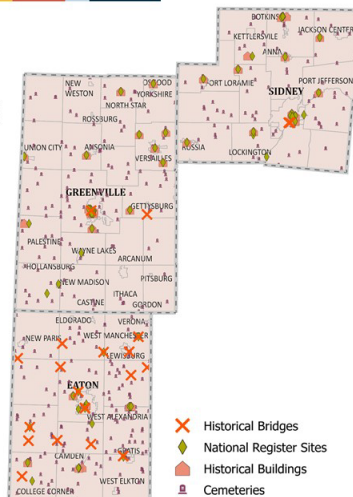 BOTKINS
JACKSON CENTER
KETTLERSVILLE
ANNA
FORT LORAMIE
PORT JEFFERSON
SIDNEY
RUSSIA
LOCKINGTON
NEW WESTON
OSGOOD
YORKSHIRE
NORTH STAR
ROSSBURG
UNION CITY
ANSONIA
VERSAILLES
GREENVILLE
GETTYSBURG
PALESTINE
WAYNE LAKES
ARCANUM
HOLLANSBURG
PITSBURG
NEW MADISON
ITHACA
CASTINE
GORDON
ELDORADO
VERONA
NEW PARIS
WEST MANCHESTER
LEWISBURG
EATON
WEST ALEXANDRIA
GRATIS
CAMDEN
WEST ELKTON
COLLEGE CORNER
Historical Bridges
National Register Sites
Historical Buildings
Cemeteries